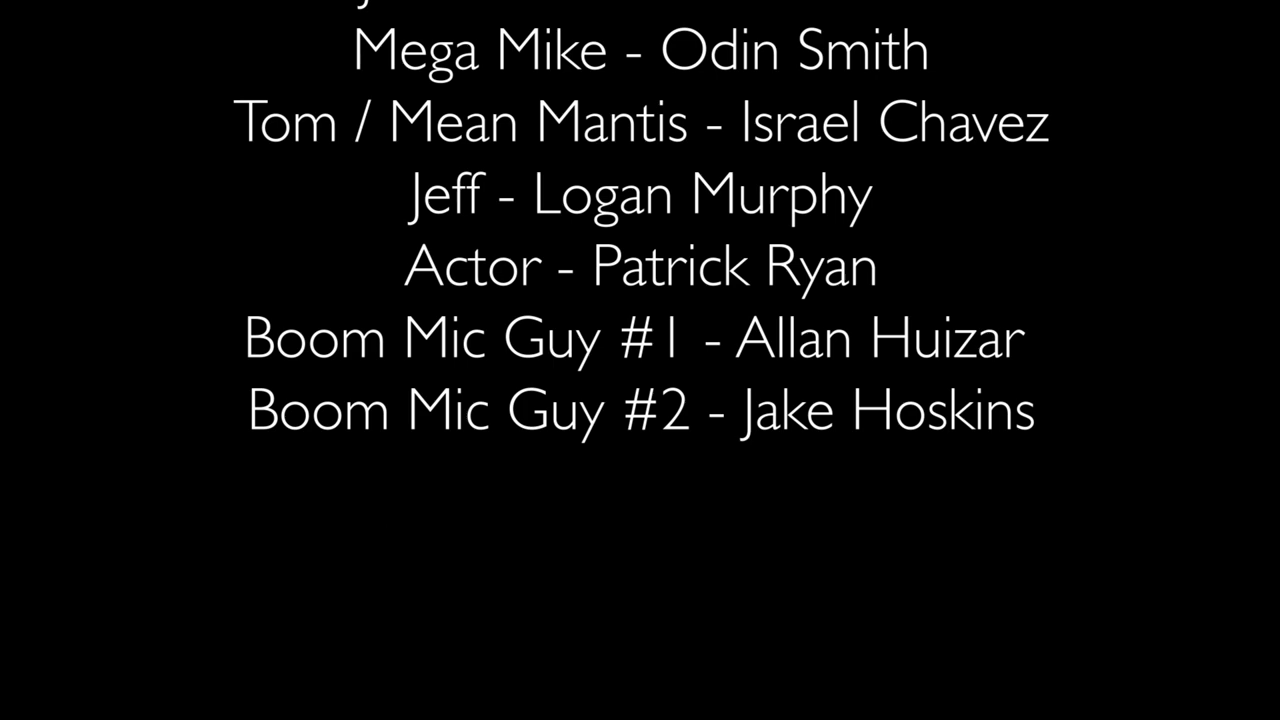 Mega Mike - Odin Smith
Tom / Mean Mantis - Israel Chavez
Jeff - Logan Murphy
Actor - Patrick Ryan
Boom Mic Guy #1 - Allan Huizar
Boom Mic Guy #2 - Jake Hoskins